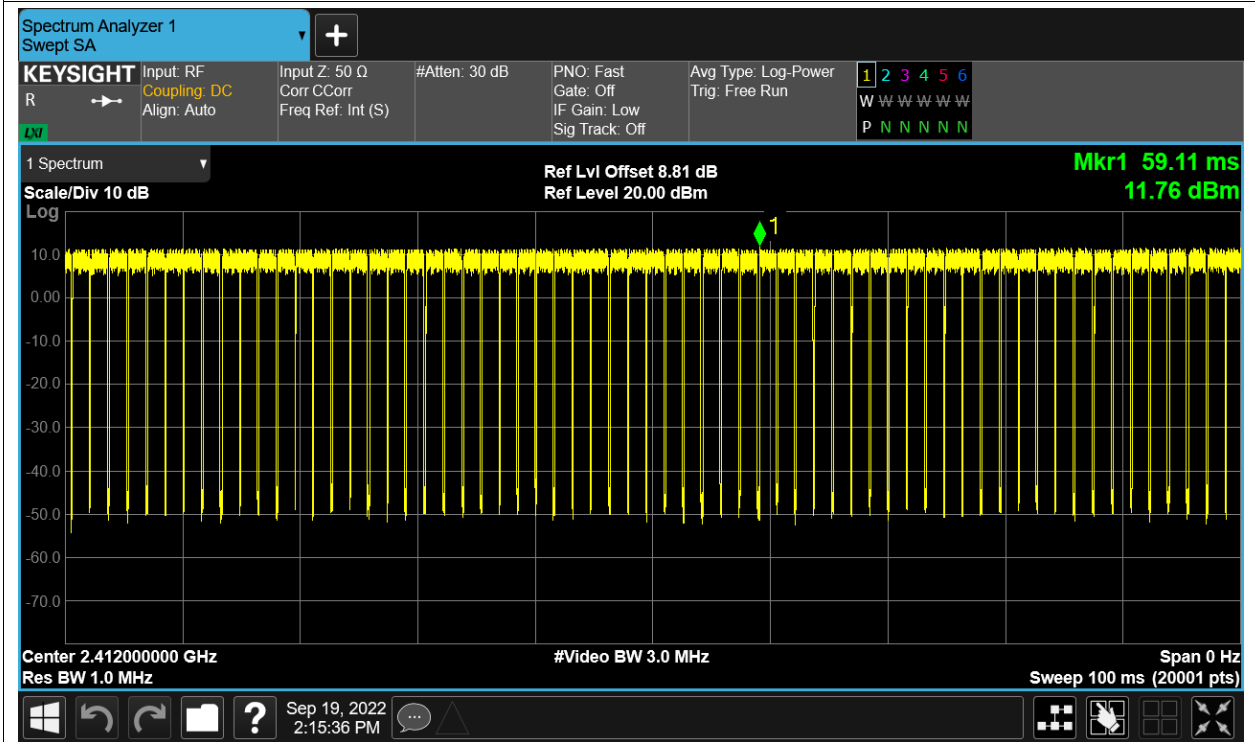 Spectrum Analyzer 1
Swept SA
KEYSIGHT
R
LXI
Input: RF
Coupling: DC
Align: Auto
Input Z: 50 Ω
Corr CCorr
Freq Ref: Int (S)
#Atten: 30 dB
PNO: Fast
Gate: Off
IF Gain: Low
Sig Track: Off
Avg Type: Log-Power
Trig: Free Run
1 2 3 4 5 6
W W W W W W
P N N N N N
1 Spectrum
Scale/Div 10 dB
Log
Ref Lvl Offset 8.81 dB
Ref Level 20.00 dBm
Mkr1 59.11 ms
11.76 dBm
1
10.0
0.00
-10.0
-20.0
-30.0
-40.0
-50.0
-60.0
-70.0
Center 2.412000000 GHz
Res BW 1.0 MHz
#Video BW 3.0 MHz
Span 0 Hz
Sweep 100 ms (20001 pts)
?
Sep 19, 2022
2:15:36 PM